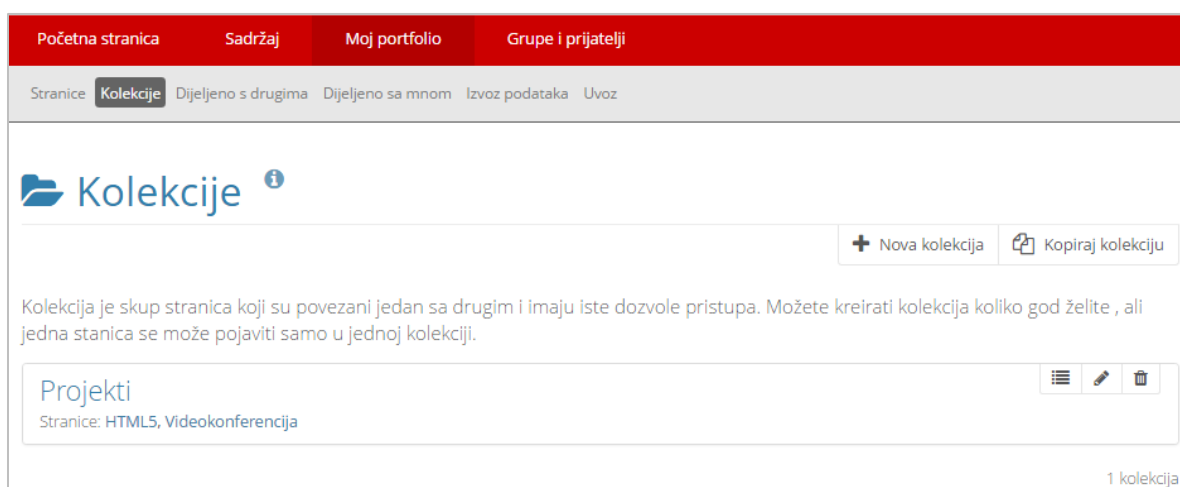 Početna stranica Sadržaj Moj portfolio Grupe i prijatelji
Stranice Kolekcije Dijeljeno s drugima Dijeljeno sa mnom Izvoz podataka Uvoz
Kolekcije
Nova kolekcija Kopiraj kolekciju
Kolekcija je skup stranica koji su povezani jedan sa drugim i imaju iste dozvole pristupa. Možete kreirati kolekcija koliko god želite , ali
jedna stanica se može pojaviti samo u jednoj kolekciji.
Projekti
Stranice: HTML5, Videokonferencija
1 kolekcija